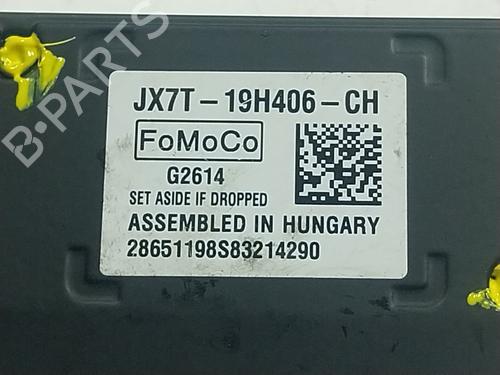 JX7T-19H406-CH
FoMoCo
G2614
SET ASIDE IF DROPPED
ASSEMBLED IN HUNGARY
28651198S83214290
B-PARTS